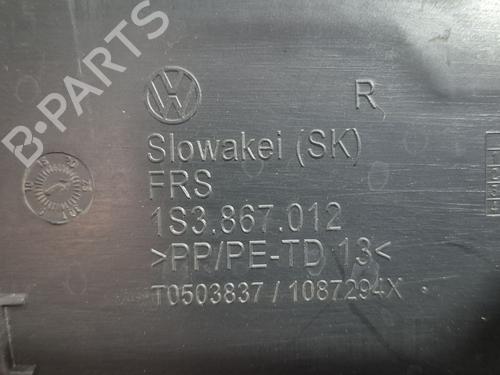 B-PARTS
R
Slowakei (SK)
FRS
1S3.867.012
>PP/PE-TD 13<
T0503837 / 1087294X